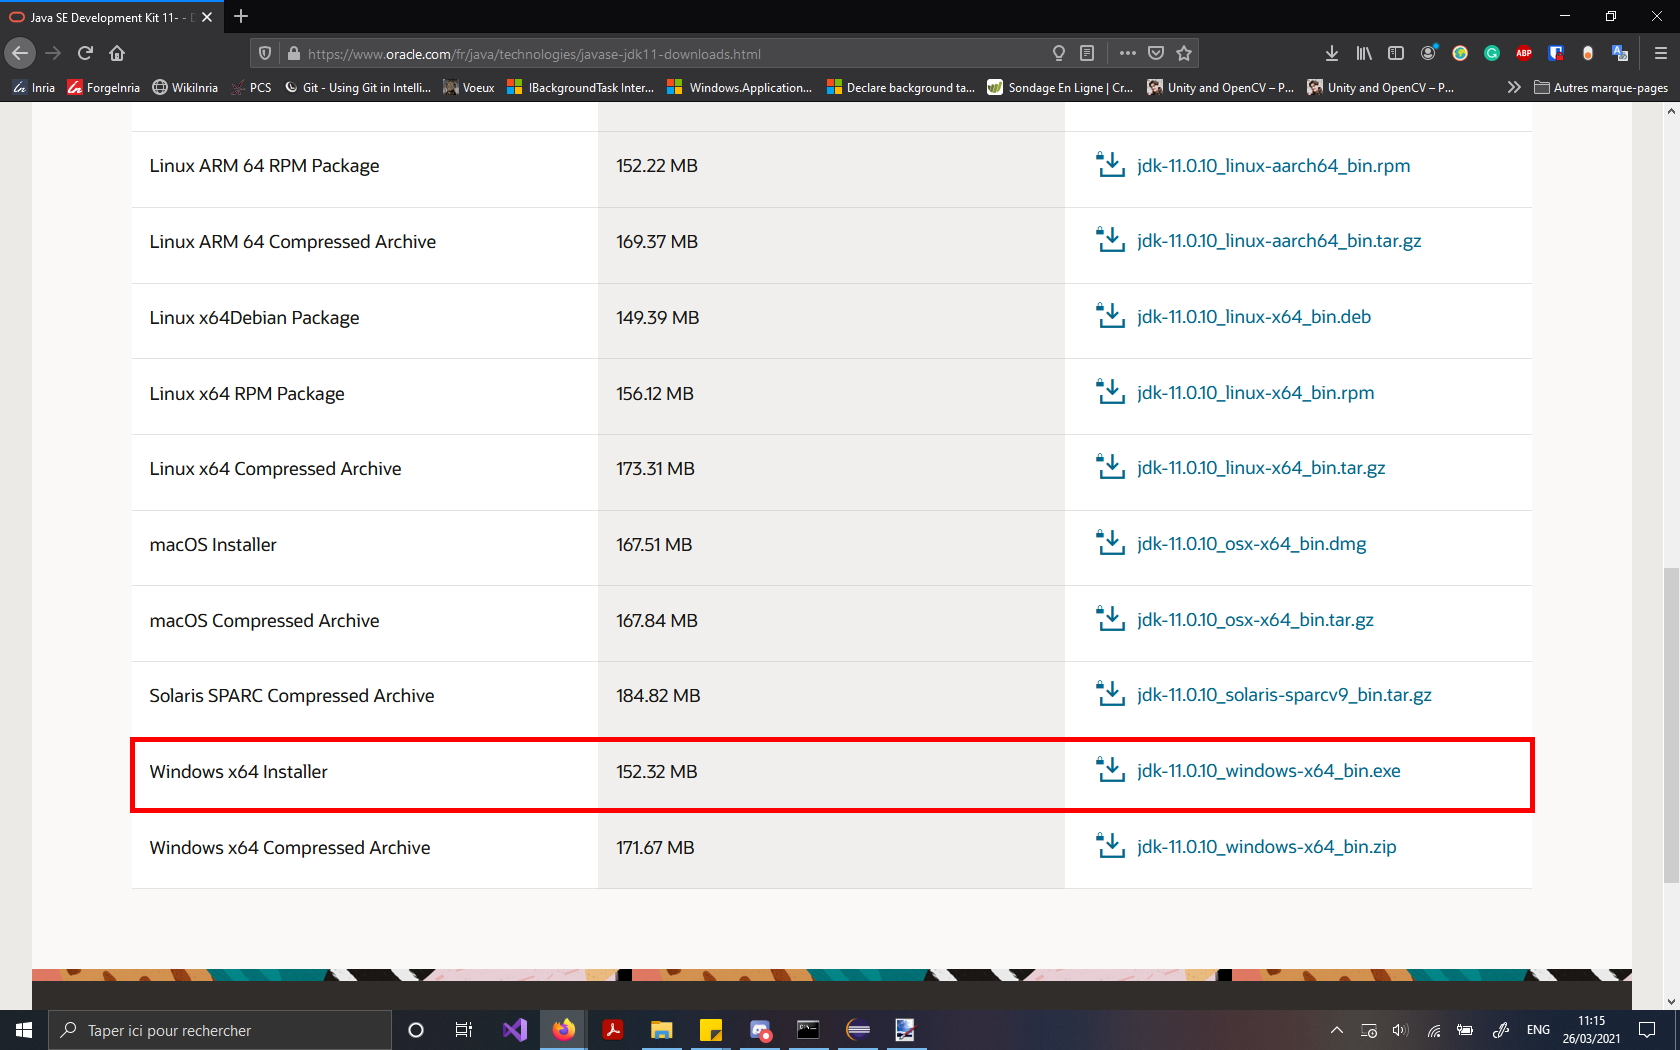 Java SE Development Kit 11- - D
https://www.oracle.com/fr/java/technologies/javase-jdk11-downloads.html
ABP
Inria
ForgeInria
WikiInria
PCS
Git - Using Git in Intelli...
Voeux
IBackgroundTask Inter...
Windows.Application...
Declare background ta...
Sondage En Ligne | Cr...
Unity and OpenCV – P...
Unity and OpenCV – P...
Autres marque-pages
Linux ARM 64 RPM Package 152.22 MB jdk-11.0.10_linux-aarch64_bin.rpm
Linux ARM 64 Compressed Archive 169.37 MB jdk-11.0.10_linux-aarch64_bin.tar.gz
Linux x64Debian Package 149.39 MB jdk-11.0.10_linux-x64_bin.deb
Linux x64 RPM Package 156.12 MB jdk-11.0.10_linux-x64_bin.rpm
Linux x64 Compressed Archive 173.31 MB jdk-11.0.10_linux-x64_bin.tar.gz
macOS Installer 167.51 MB jdk-11.0.10_osx-x64_bin.dmg
macOS Compressed Archive 167.84 MB jdk-11.0.10_osx-x64_bin.tar.gz
Solaris SPARC Compressed Archive 184.82 MB jdk-11.0.10_solaris-sparcv9_bin.tar.gz
Windows x64 Installer 152.32 MB jdk-11.0.10_windows-x64_bin.exe
Windows x64 Compressed Archive 171.67 MB jdk-11.0.10_windows-x64_bin.zip
Taper ici pour rechercher
ENG
11:15
26/03/2021